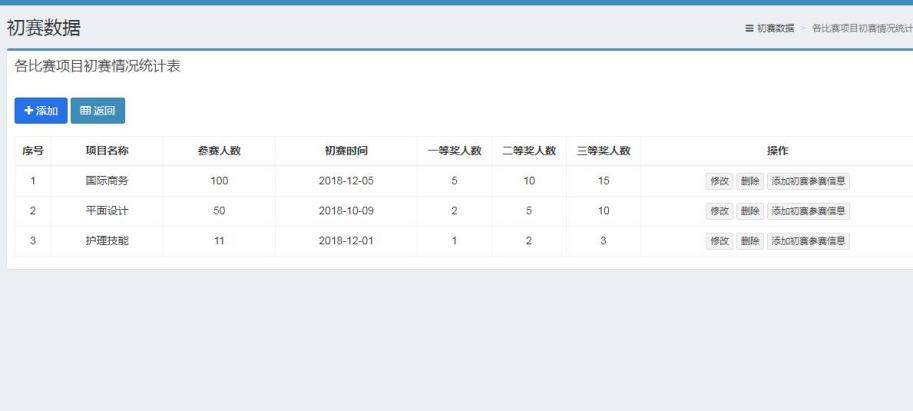 初赛数据
初赛数据 > 各比赛项目初赛情况统计
各比赛项目初赛情况统计表
添加 返回
序号 项目名称 参赛人数 初赛时间 一等奖人数 二等奖人数 三等奖人数 操作
1 国际商务 100 2018-12-05 5 10 15 修改 删除 添加初赛参赛信息
2 平面设计 50 2018-10-09 2 5 10 修改 删除 添加初赛参赛信息
3 护理技能 11 2018-12-01 1 2 3 修改 删除 添加初赛参赛信息